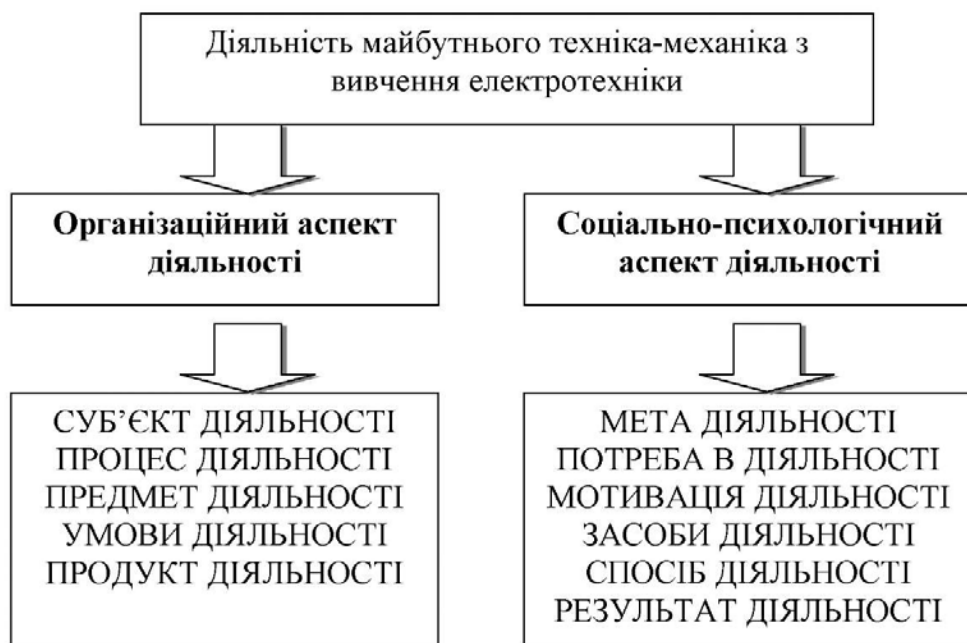 Діяльність майбутнього техніка-механіка з
вивчення електротехніки
Організаційний аспект
діяльності
Соціально-психологічний
аспект діяльності
СУБ’ЄКТ ДІЯЛЬНОСТІ
ПРОЦЕС ДІЯЛЬНОСТІ
ПРЕДМЕТ ДІЯЛЬНОСТІ
УМОВИ ДІЯЛЬНОСТІ
ПРОДУКТ ДІЯЛЬНОСТІ
МЕТА ДІЯЛЬНОСТІ
ПОТРЕБА В ДІЯЛЬНОСТІ
МОТИВАЦІЯ ДІЯЛЬНОСТІ
ЗАСОБИ ДІЯЛЬНОСТІ
СПОСІБ ДІЯЛЬНОСТІ
РЕЗУЛЬТАТ ДІЯЛЬНОСТІ